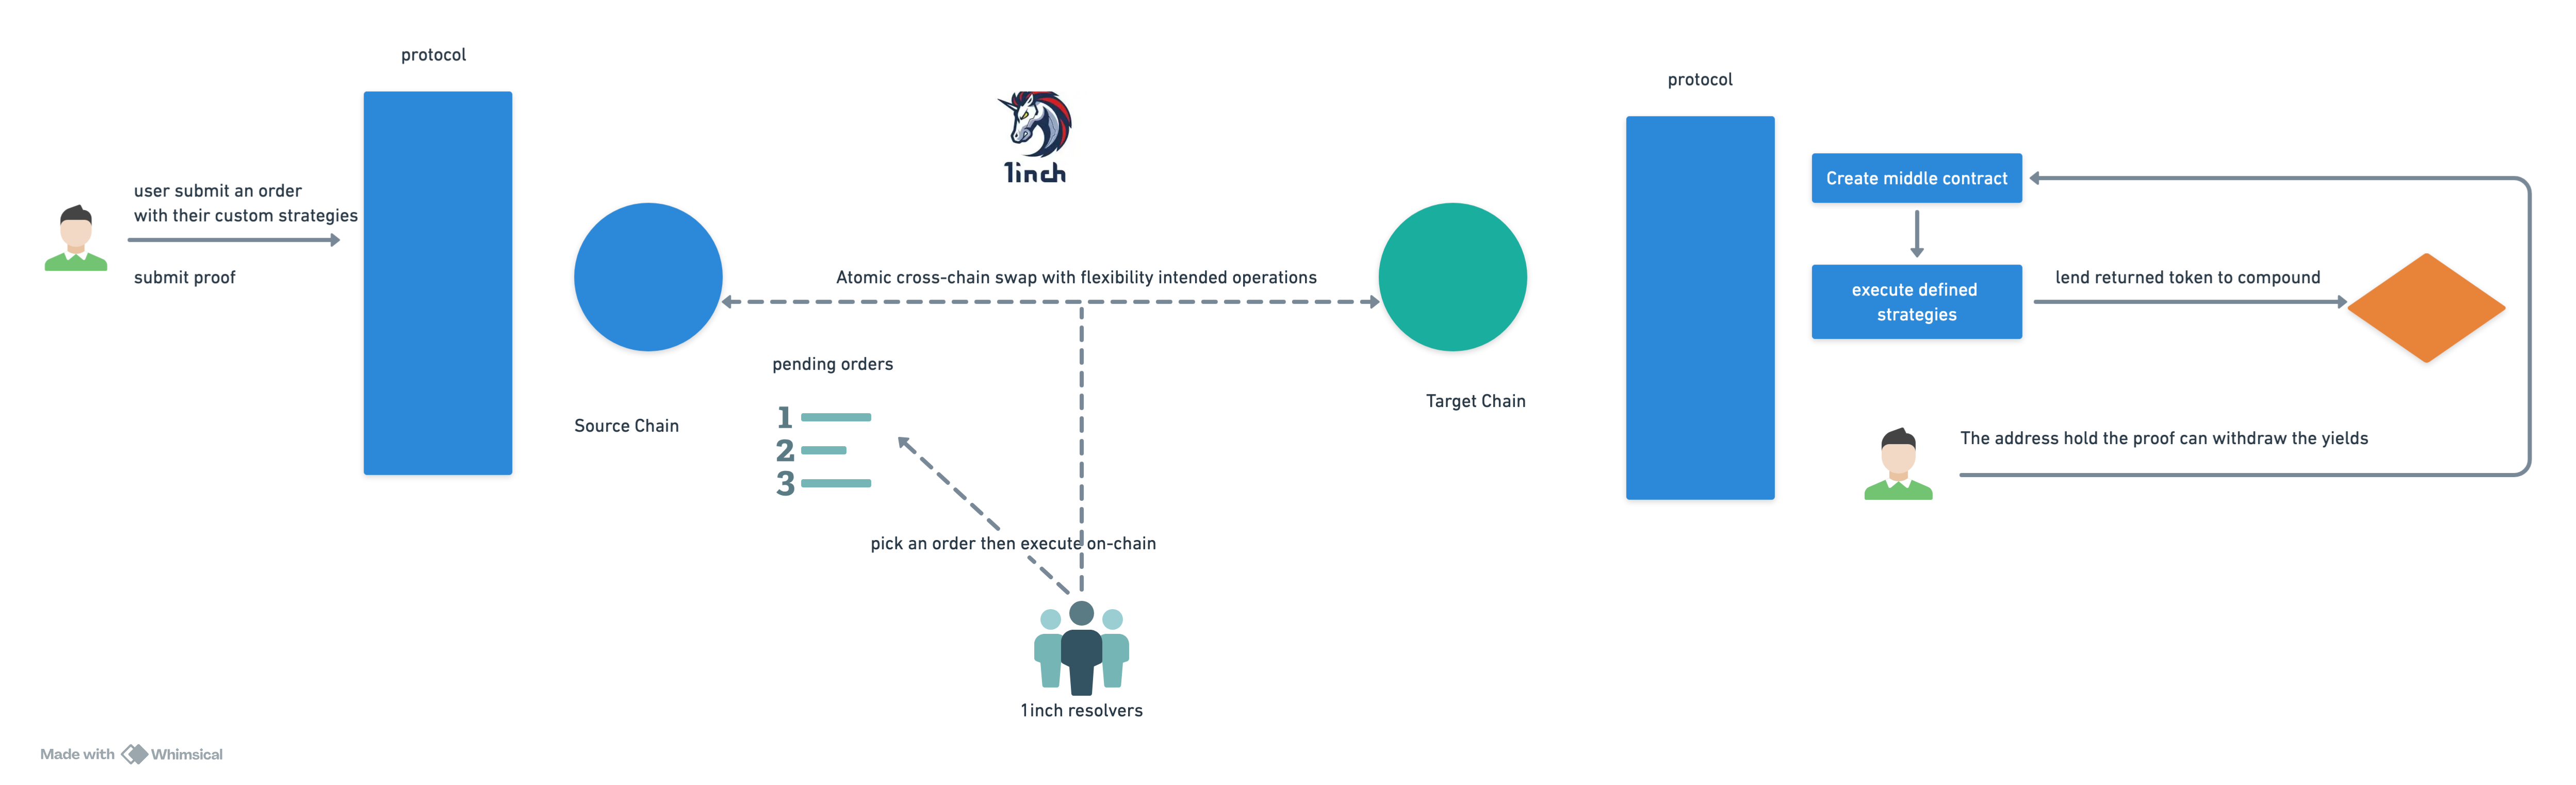 protocol
user submit an order
with their custom strategies
submit proof
1inch
Atomic cross-chain swap with flexibility intended operations
pending orders
1
2
3
Source Chain
pick an order then execute on-chain
1inch resolvers
Target Chain
protocol
Create middle contract
execute defined
strategies
lend returned token to compound
The address hold the proof can withdraw the yields
Made with Whimsical